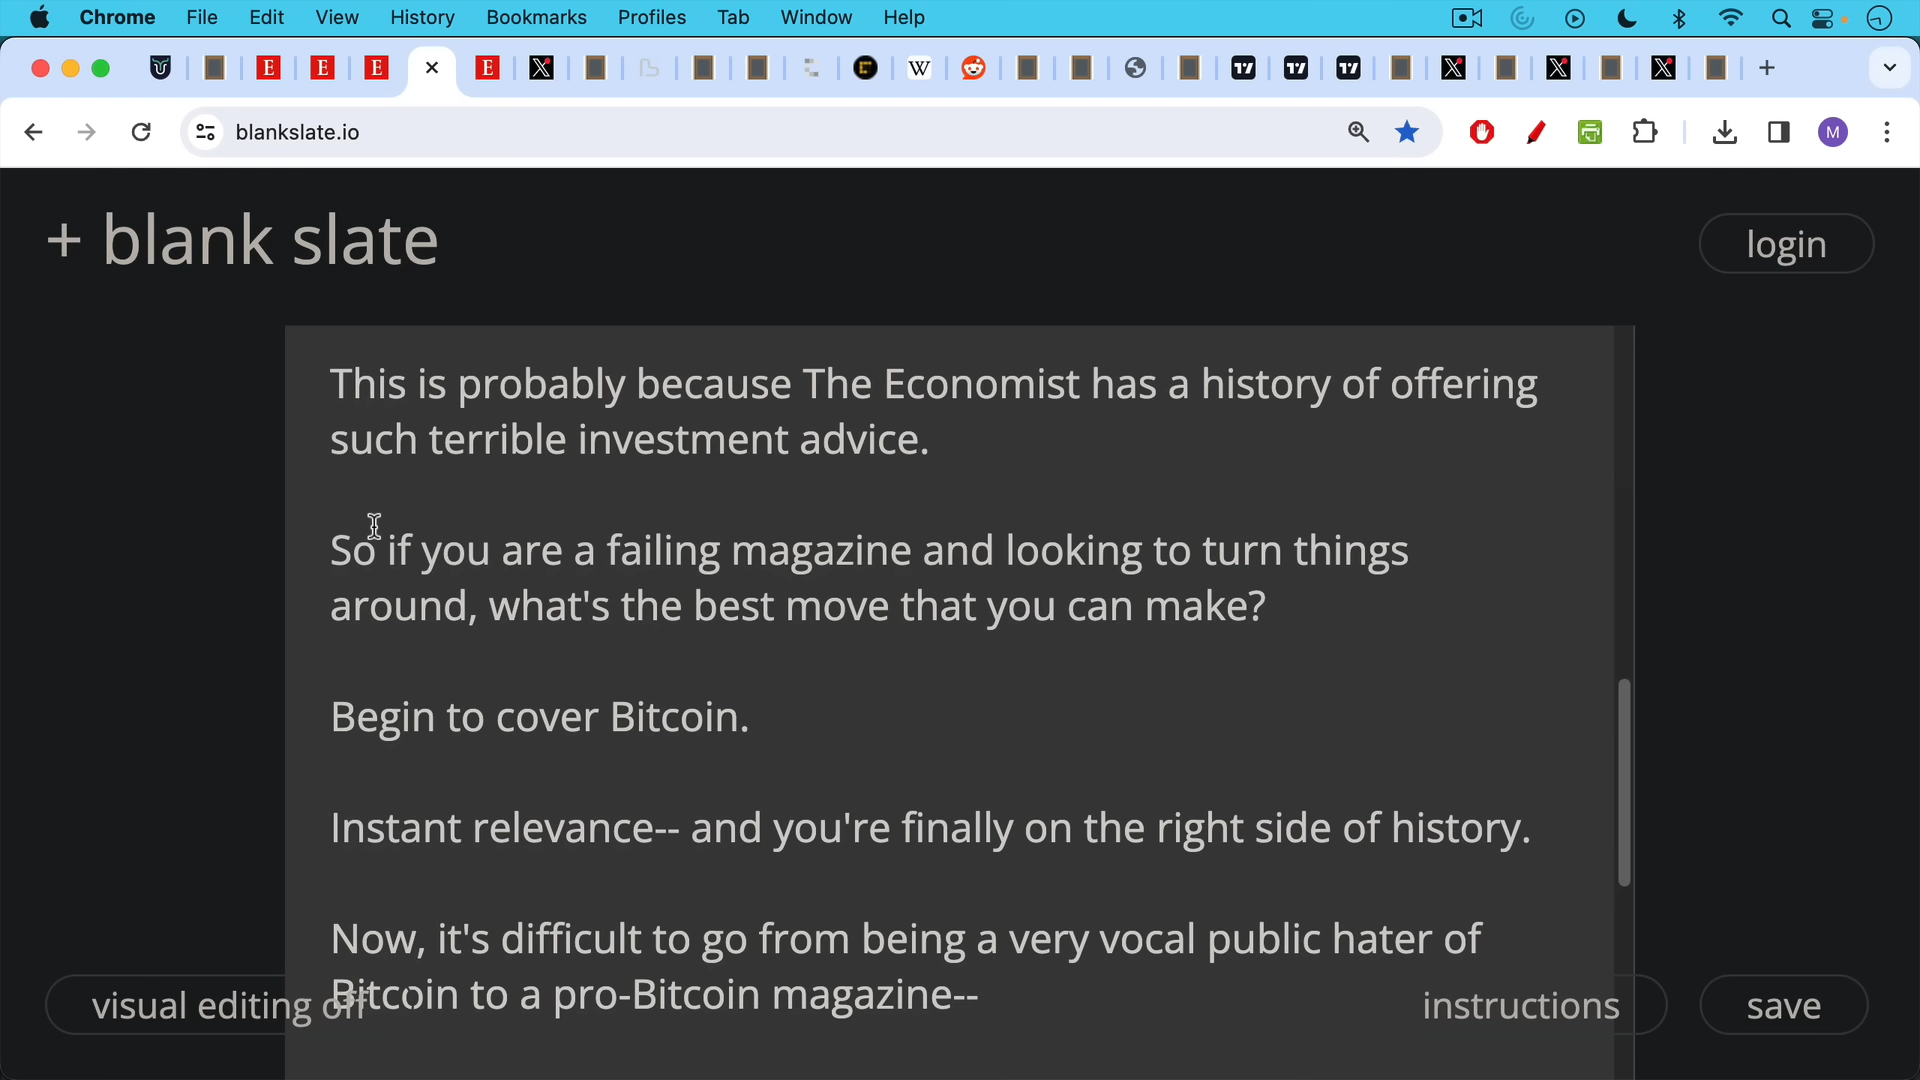 Chrome File Edit View History Bookmarks Profiles Tab Window Help
blankslate.io
M
+ blank slate
login
This is probably because The Economist has a history of offering
such terrible investment advice.
So if you are a failing magazine and looking to turn things
around, what's the best move that you can make?
Begin to cover Bitcoin.
Instant relevance-- and you're finally on the right side of history.
Now, it's difficult to go from being a very vocal public hater of
Bitcoin to a pro-Bitcoin magazine--
visual editing off
instructions
save